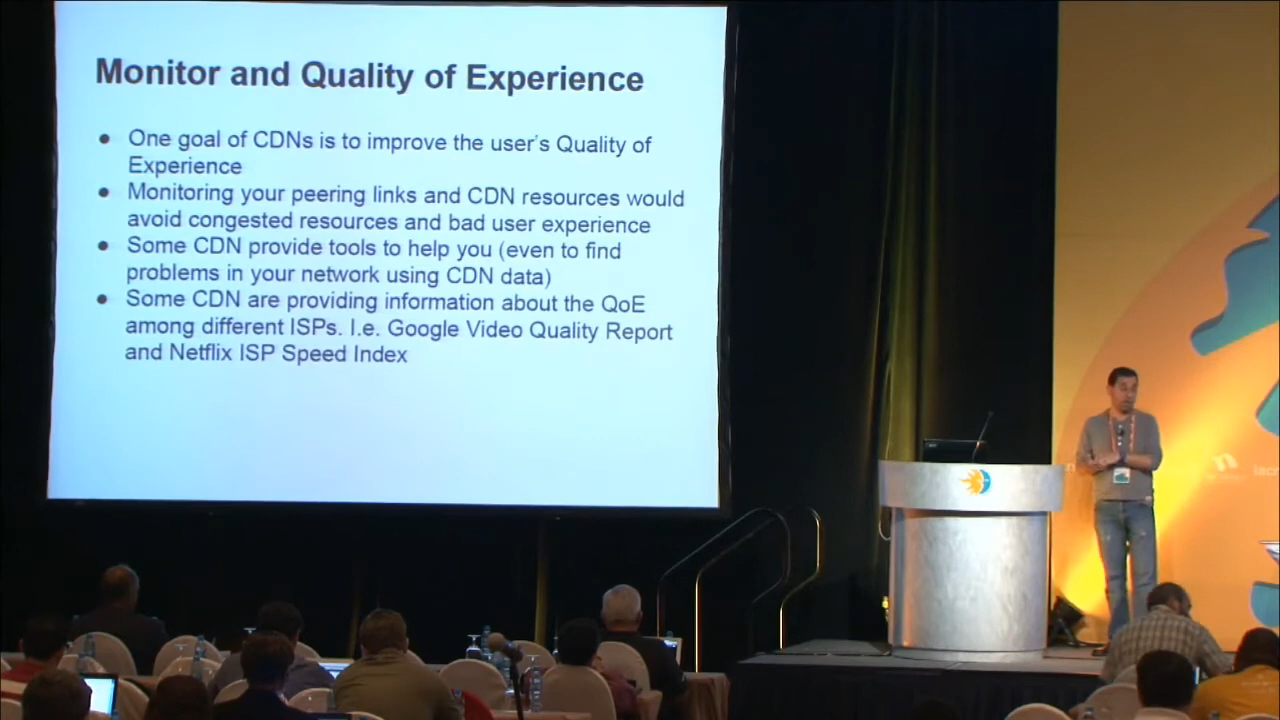 Monitor and Quality of Experience
● One goal of CDNs is to improve the user's Quality of
Experience
● Monitoring your peering links and CDN resources would
avoid congested resources and bad user experience
● Some CDN provide tools to help you (even to find
problems in your network using CDN data)
● Some CDN are providing information about the QoE
among different ISPs. I.e. Google Video Quality Report
and Netflix ISP Speed Index